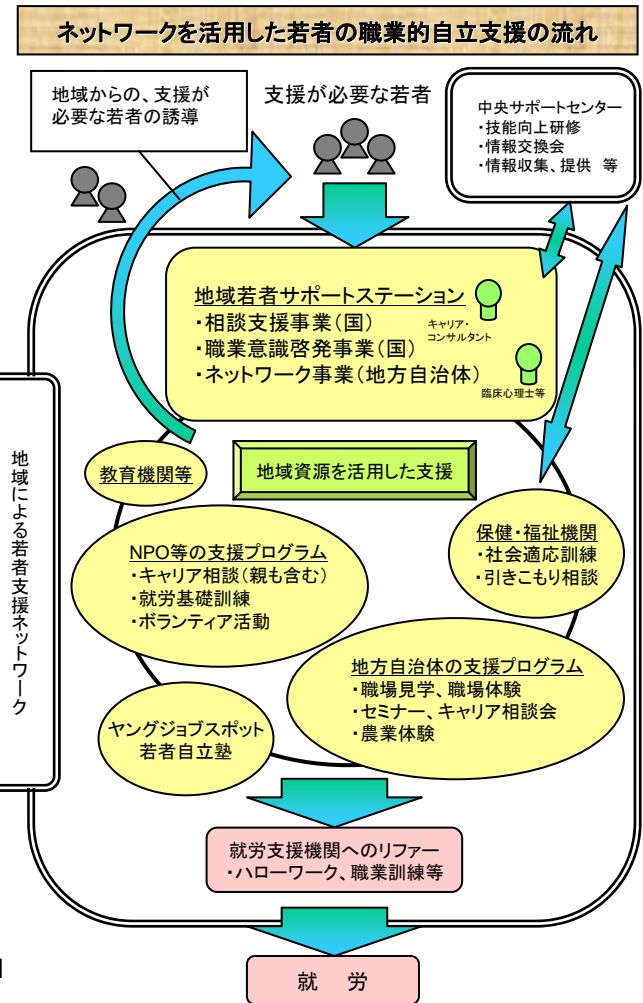 ネットワークを活用した若者の職業的自立支援の流れ
地域からの、支援が
必要な若者の誘導
支援が必要な若者
中央サポートセンター
・技能向上研修
・情報交換会
・情報収集、提供 等
地域若者サポートステーション
・相談支援事業(国)
・職業意識啓発事業(国)
・ネットワーク事業(地方自治体)
キャリア・
コンサルタント
臨床心理士等
地域による若者支援ネットワーク
教育機関等
地域資源を活用した支援
保健・福祉機関
・社会適応訓練
・引きこもり相談
NPO等の支援プログラム
・キャリア相談(親も含む)
・就労基礎訓練
・ボランティア活動
地方自治体の支援プログラム
・職場見学、職場体験
・セミナー、キャリア相談会
・農業体験
ヤングジョブスポット
若者自立塾
就労支援機関へのリファー
・ハローワーク、職業訓練等
就 労